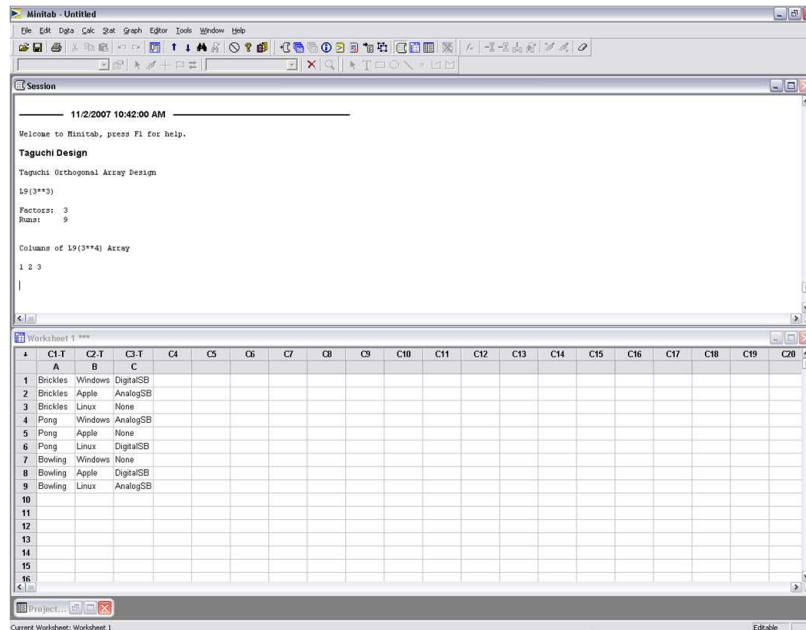 Minitab - Untitled
File Edit Data Calc Stat Graph Editor Tools Window Help
Session
11/2/2007 10:42:00 AM
Welcome to Minitab, press F1 for help.
Taguchi Design
Taguchi Orthogonal Array Design
L9(3**3)
Factors: 3
Runs: 9
Columns of L9(3**4) Array
1 2 3
Worksheet 1 ***
C1-T C2-T C3-T C4 C5 C6 C7 C8 C9 C10 C11 C12 C13 C14 C15 C16 C17 C18 C19 C20
A B C
1 Brickles Windows DigitalSB
2 Brickles Apple AnalogSB
3 Brickles Linux None
4 Pong Windows AnalogSB
5 Pong Apple None
6 Pong Linux DigitalSB
7 Bowling Windows None
8 Bowling Apple DigitalSB
9 Bowling Linux AnalogSB
10
11
12
13
14
15
16
Project...
Current Worksheet: Worksheet 1 Editable